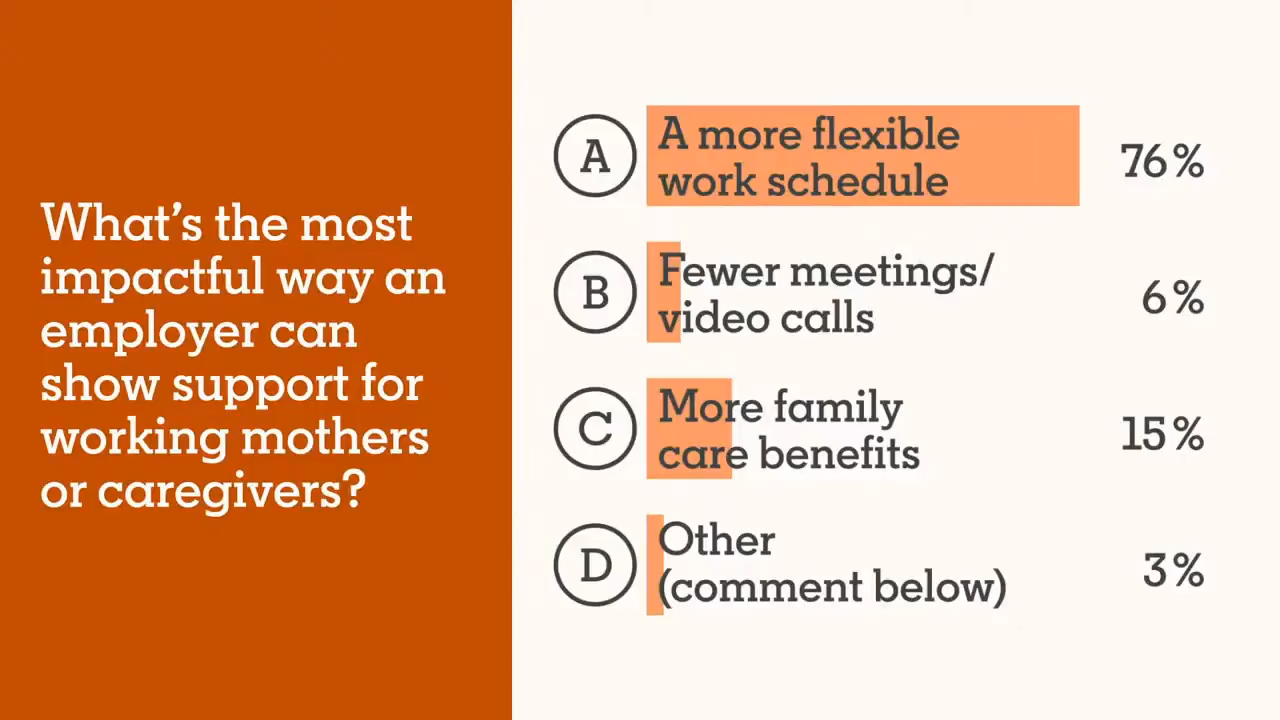 What’s the most
impactful way an
employer can
show support for
working mothers
or caregivers?
A
A more flexible
work schedule
76%
B
Fewer meetings/
video calls
6%
C
More family
care benefits
15%
D
Other
(comment below)
3%